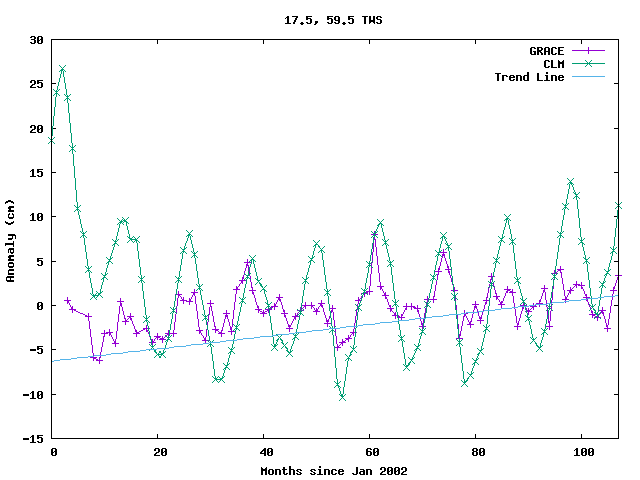 17.5, 59.5 TWS
GRACE
CLM
Trend Line
30
25
20
15
10
5
0
-5
-10
-15
Anomaly (cm)
0 20 40 60 80 100
Months since Jan 2002